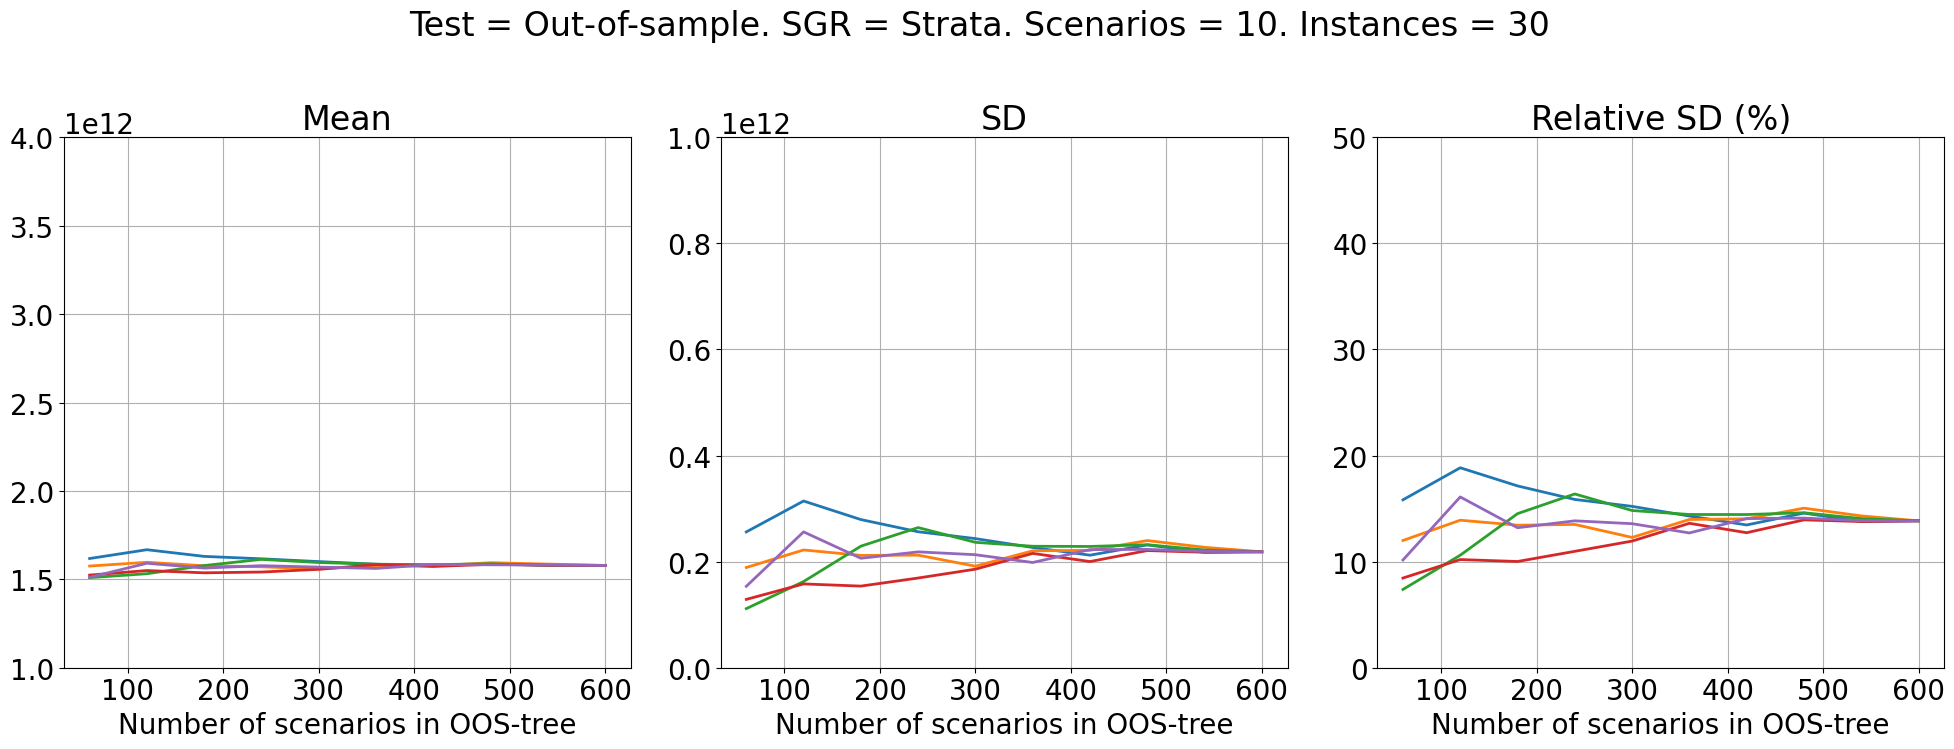 Test = Out-of-sample. SGR = Strata. Scenarios = 10. Instances = 30
Mean
1e12
4.0
3.5
3.0
2.5
2.0
1.5
1.0
100 200 300 400 500 600
Number of scenarios in OOS-tree
SD
1e12
1.0
0.8
0.6
0.4
0.2
0.0
100 200 300 400 500 600
Number of scenarios in OOS-tree
Relative SD (%)
50
40
30
20
10
0
100 200 300 400 500 600
Number of scenarios in OOS-tree